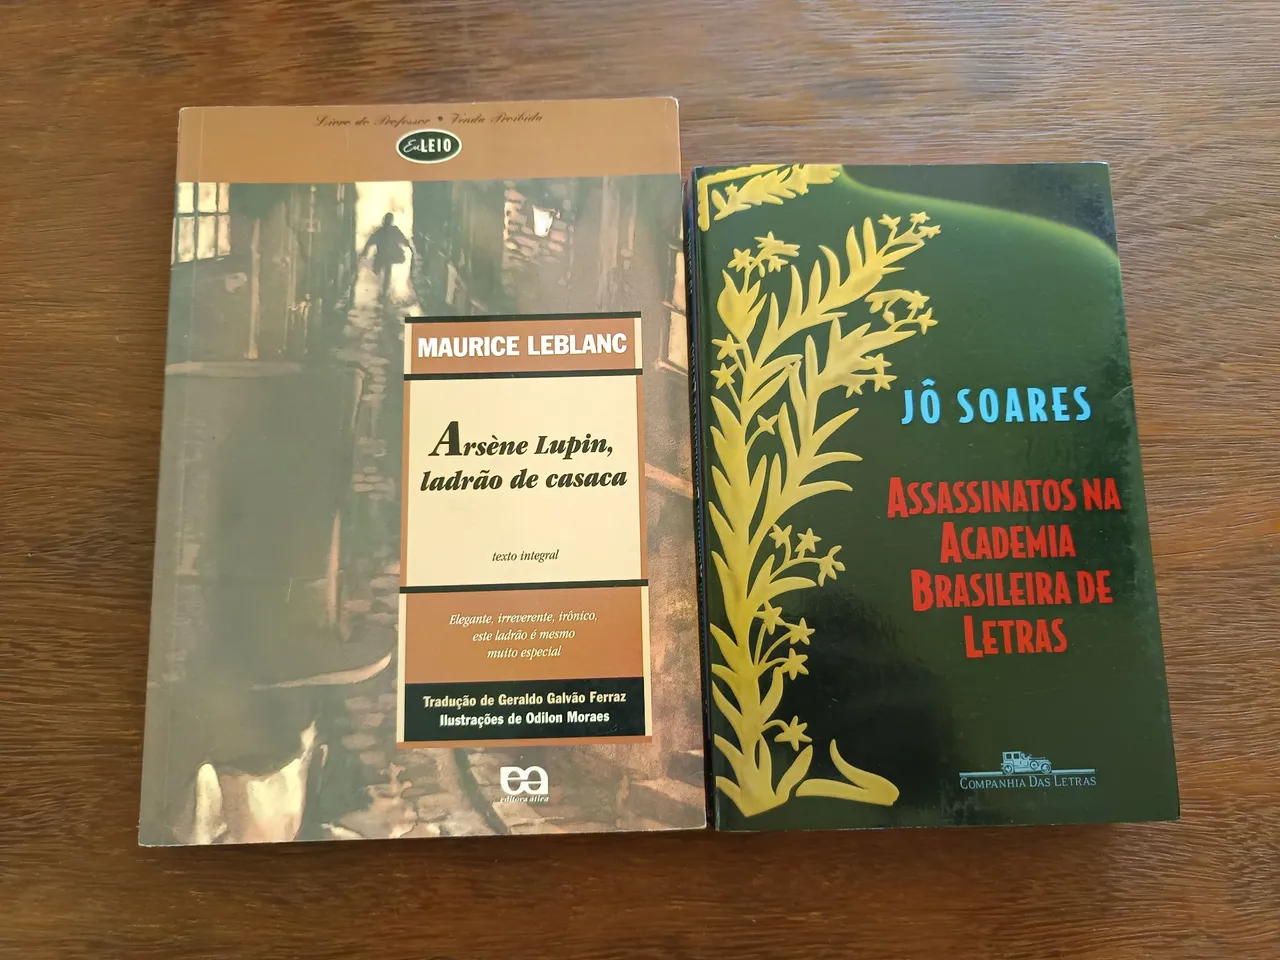 Livro do Professor • Venda Proibida
Eu LEIO
MAURICE LEBLANC
Arsène Lupin,
ladrão de casaca
texto integral
Elegante, irreverente, irônico,
este ladrão é mesmo
muito especial
Tradução de Geraldo Galvão Ferraz
Ilustrações de Odilon Moraes
editora ática
JÔ SOARES
ASSASSINATOS NA
ACADEMIA
BRASILEIRA DE
LETRAS
COMPANHIA DAS LETRAS